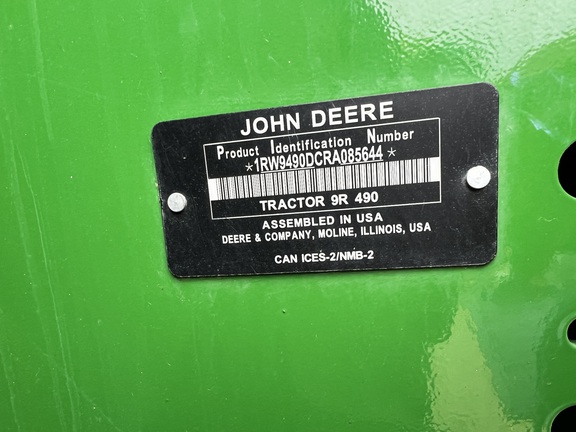 JOHN DEERE
Product Identification Number
*1RW9490DCRA085644*
TRACTOR 9R 490
ASSEMBLED IN USA
DEERE & COMPANY, MOLINE, ILLINOIS, USA
CAN ICES-2/NMB-2